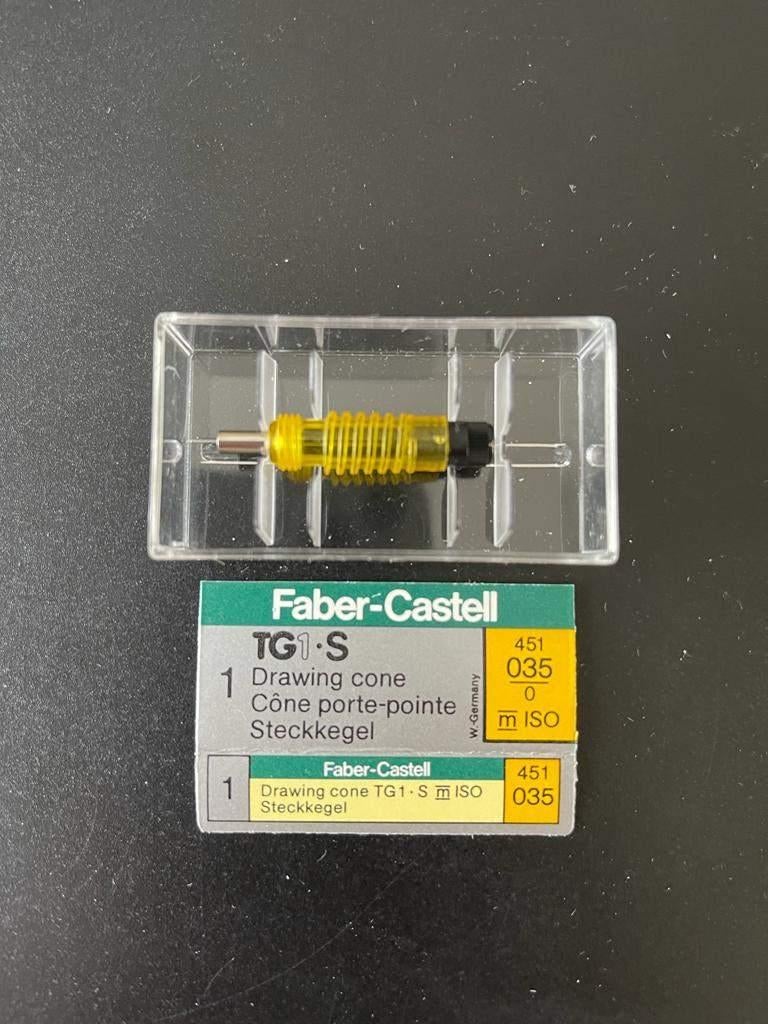 Faber-Castell
TG1·S
1
Drawing cone
Cône porte-pointe
Steckkegel
W.-Germany
451
035
0
m ISO
1
Faber-Castell
Drawing cone TG1·S m ISO
Steckkegel
451
035